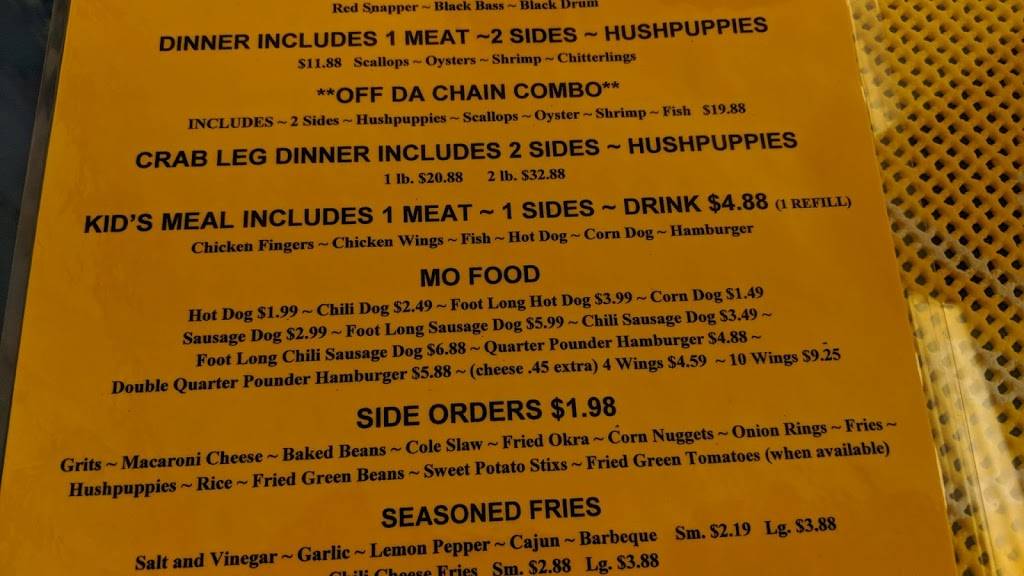 Red Snapper ~ Black Bass ~ Black Drum
DINNER INCLUDES 1 MEAT ~2 SIDES ~ HUSHPUPPIES
$11.88 Scallops ~ Oysters ~ Shrimp ~ Chitterlings
**OFF DA CHAIN COMBO**
INCLUDES ~ 2 Sides ~ Hushpuppies ~ Scallops ~ Oyster ~ Shrimp ~ Fish $19.88
CRAB LEG DINNER INCLUDES 2 SIDES ~ HUSHPUPPIES
1 lb. $20.88 2 lb. $32.88
KID'S MEAL INCLUDES 1 MEAT ~ 1 SIDES ~ DRINK $4.88 (1 REFILL)
Chicken Fingers ~ Chicken Wings ~ Fish ~ Hot Dog ~ Corn Dog ~ Hamburger
MO FOOD
Hot Dog $1.99 ~ Chili Dog $2.49 ~ Foot Long Hot Dog $3.99 ~ Corn Dog $1.49
Sausage Dog $2.99 ~ Foot Long Sausage Dog $5.99 ~ Chili Sausage Dog $3.49 ~
Foot Long Chili Sausage Dog $6.88 ~ Quarter Pounder Hamburger $4.88 ~
Double Quarter Pounder Hamburger $5.88 ~ (cheese .45 extra) 4 Wings $4.59 ~ 10 Wings $9.25
SIDE ORDERS $1.98
Grits ~ Macaroni Cheese ~ Baked Beans ~ Cole Slaw ~ Fried Okra ~ Corn Nuggets ~ Onion Rings ~ Fries ~
Hushpuppies ~ Rice ~ Fried Green Beans ~ Sweet Potato Stixs ~ Fried Green Tomatoes (when available)
SEASONED FRIES
Salt and Vinegar ~ Garlic ~ Lemon Pepper ~ Cajun ~ Barbeque Sm. $2.19 Lg. $3.88
Chili Cheese Fries Sm. $2.88 Lg. $3.88